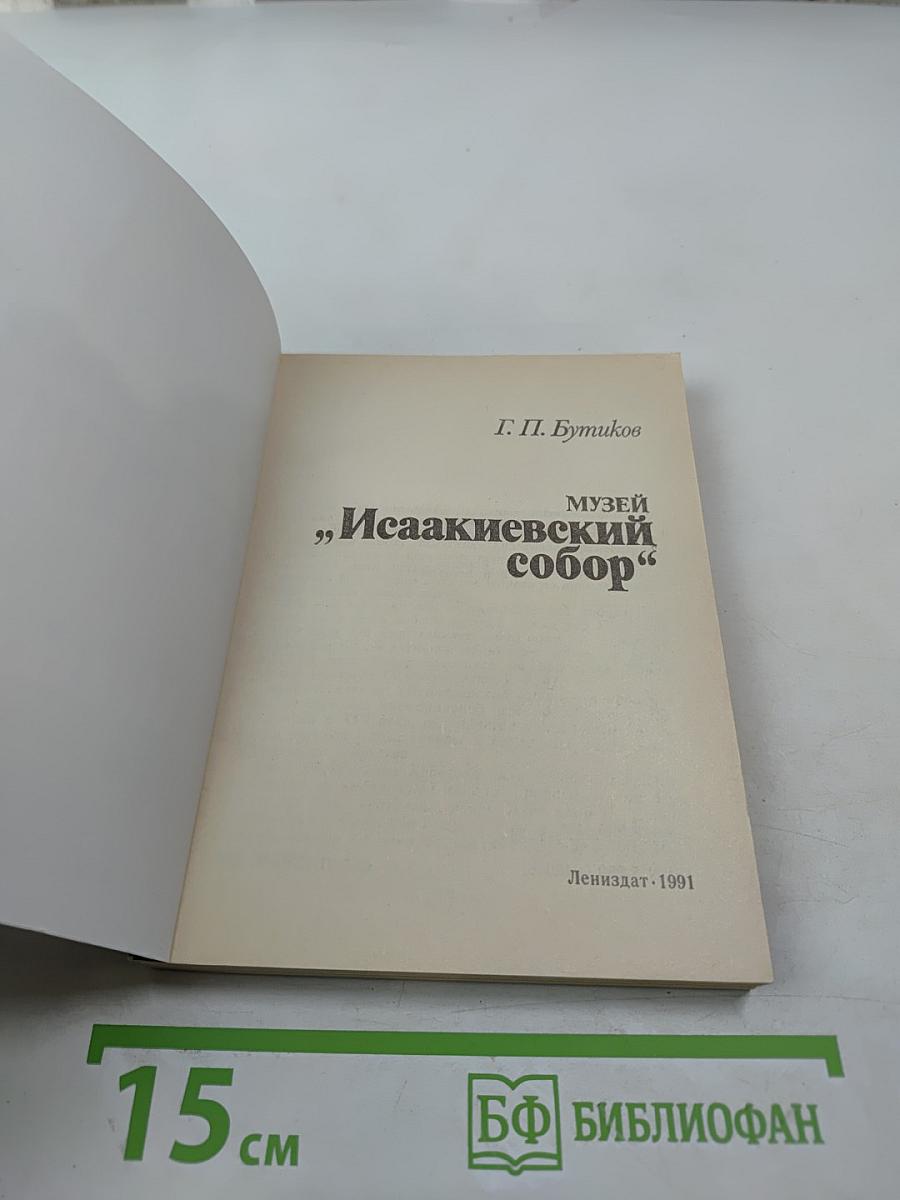 Г. П. Бутиков
МУЗЕЙ
„Исаакиевский
собор“
Лениздат · 1991
15 см
БФ БИБЛИОФАН